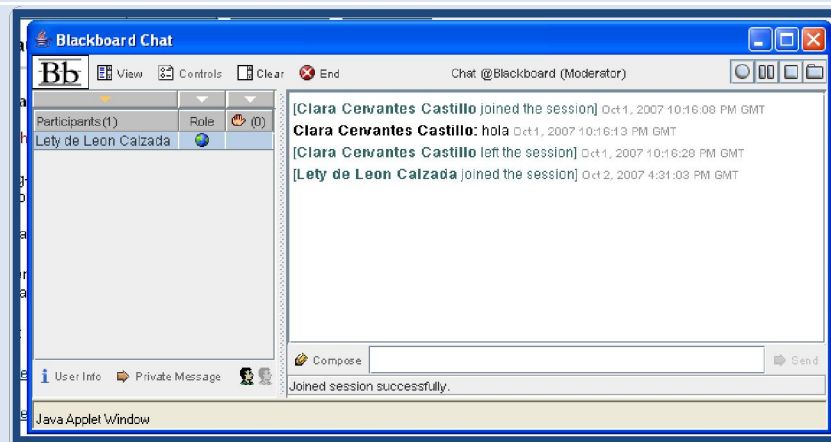 Blackboard Chat
Bb View Controls Clear End Chat @Blackboard (Moderator)
Participants(1) Role (0)
Lety de Leon Calzada
[Clara Cervantes Castillo joined the session] Oct 1, 2007 10:16:08 PM GMT
Clara Cervantes Castillo: hola Oct 1, 2007 10:16:13 PM GMT
[Clara Cervantes Castillo left the session] Oct 1, 2007 10:16:28 PM GMT
[Lety de Leon Calzada joined the session] Oct 2, 2007 4:31:03 PM GMT
Compose Send
User Info Private Message
Joined session successfully.
Java Applet Window